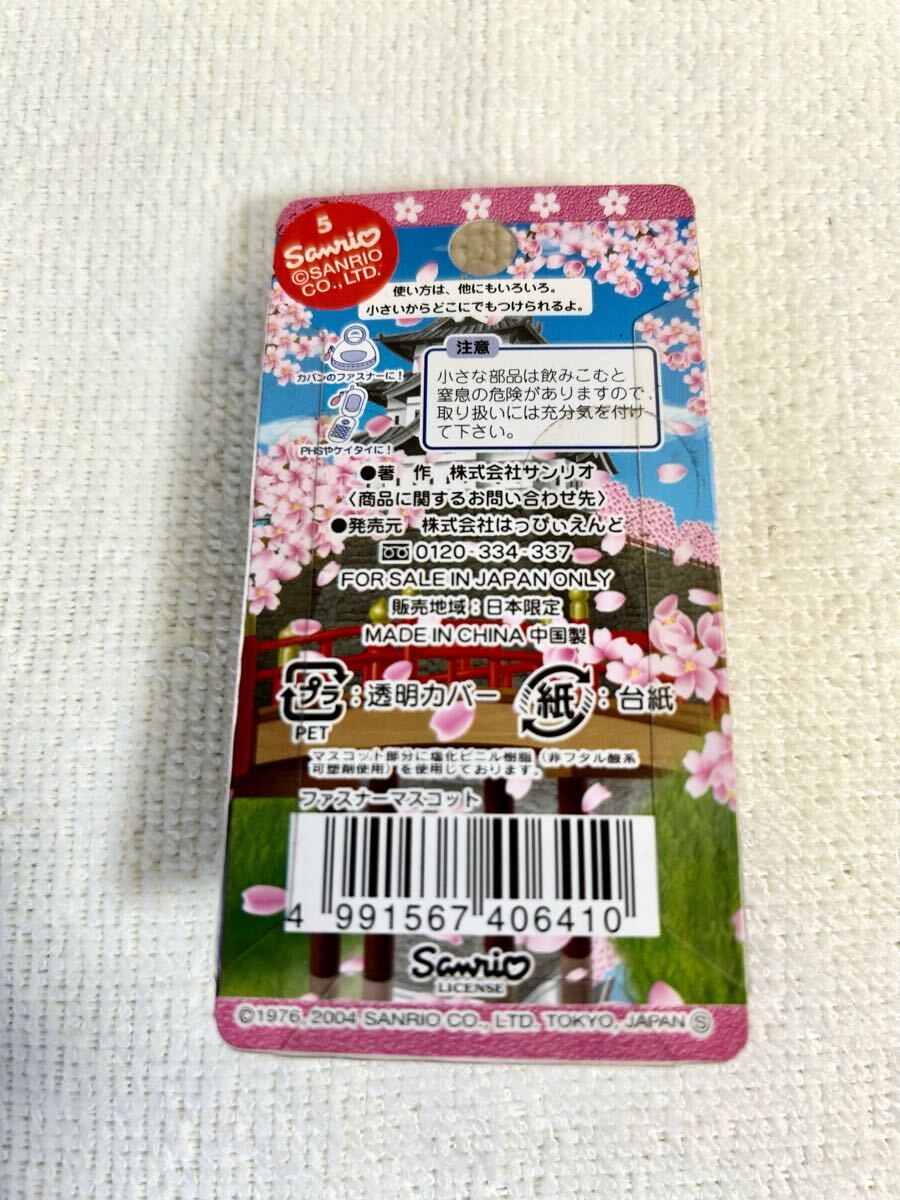 5
Sanrio
©SANRIO
CO., LTD.
使い方は、他にもいろいろ。
小さいからどこにでもつけられるよ。
カバンのファスナーに!
PHSやケイタイに!
注意
小さな部品は飲みこむと
窒息の危険がありますので、
取り扱いには充分気を付け
て下さい。
●著 作 株式会社サンリオ
〈商品に関するお問い合わせ先〉
●発売元 株式会社はっぴぃえんど
0120-334-337
FOR SALE IN JAPAN ONLY
販売地域:日本限定
MADE IN CHINA 中国製
プラ:透明カバー
PET
紙:台紙
マスコット部分に塩化ビニル樹脂(非フタル酸系
可塑剤使用)を使用しております。
ファスナーマスコット
4 991567 406410
Sanrio
LICENSE
©1976, 2004 SANRIO CO., LTD. TOKYO, JAPAN Ⓢ